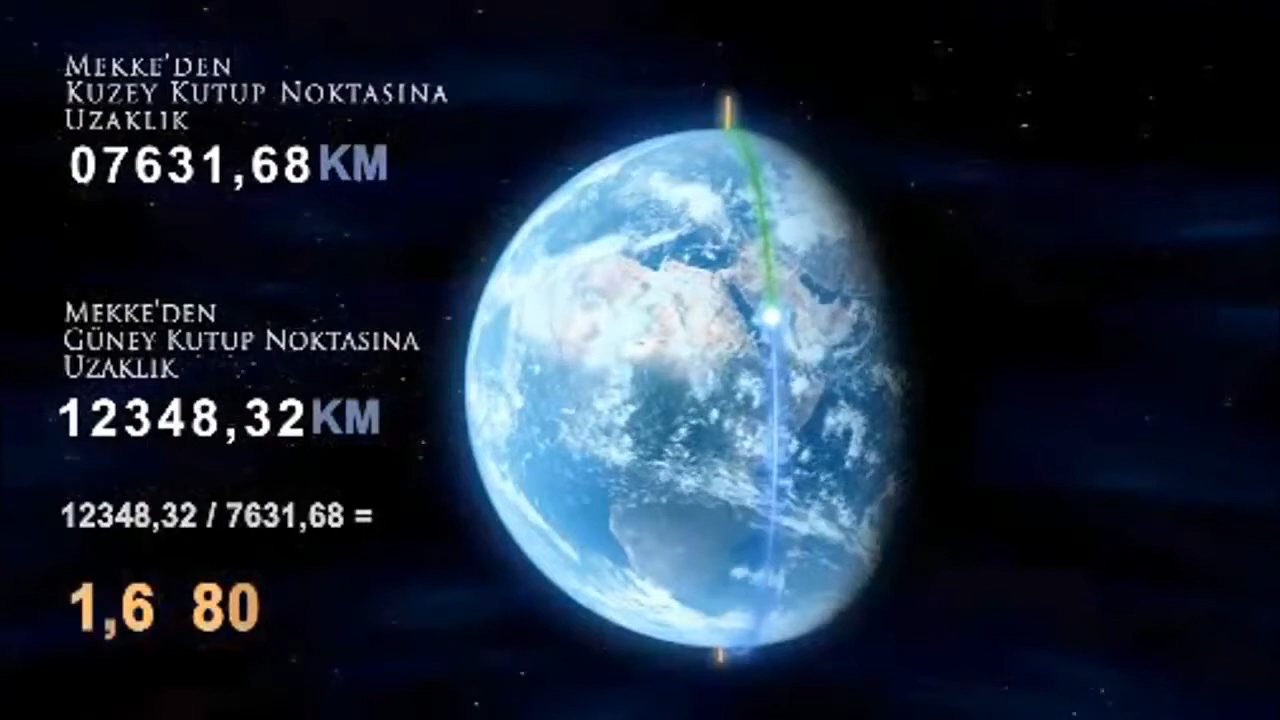 MEKKE'DEN
KUZEY KUTUP NOKTASINA
UZAKLIK
07631,68 KM
MEKKE'DEN
GÜNEY KUTUP NOKTASINA
UZAKLIK
12348,32 KM
12348,32 / 7631,68 =
1,6 80